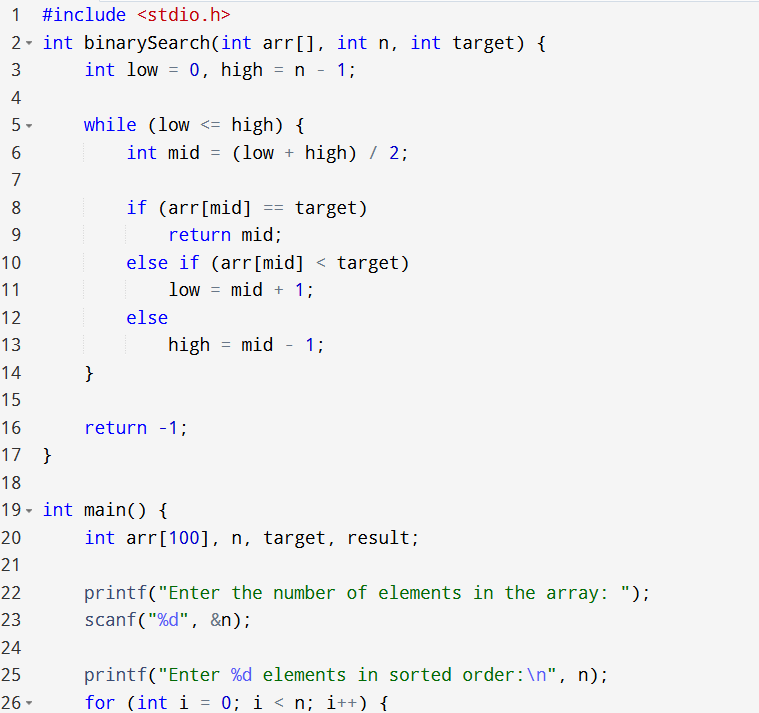 1 #include <stdio.h>
2 int binarySearch(int arr[], int n, int target) {
3     int low = 0, high = n - 1;
4
5     while (low <= high) {
6         int mid = (low + high) / 2;
7
8         if (arr[mid] == target)
9             return mid;
10         else if (arr[mid] < target)
11             low = mid + 1;
12         else
13             high = mid - 1;
14     }
15
16     return -1;
17 }
18
19 int main() {
20     int arr[100], n, target, result;
21
22     printf("Enter the number of elements in the array: ");
23     scanf("%d", &n);
24
25     printf("Enter %d elements in sorted order:\n", n);
26     for (int i = 0; i < n; i++) {